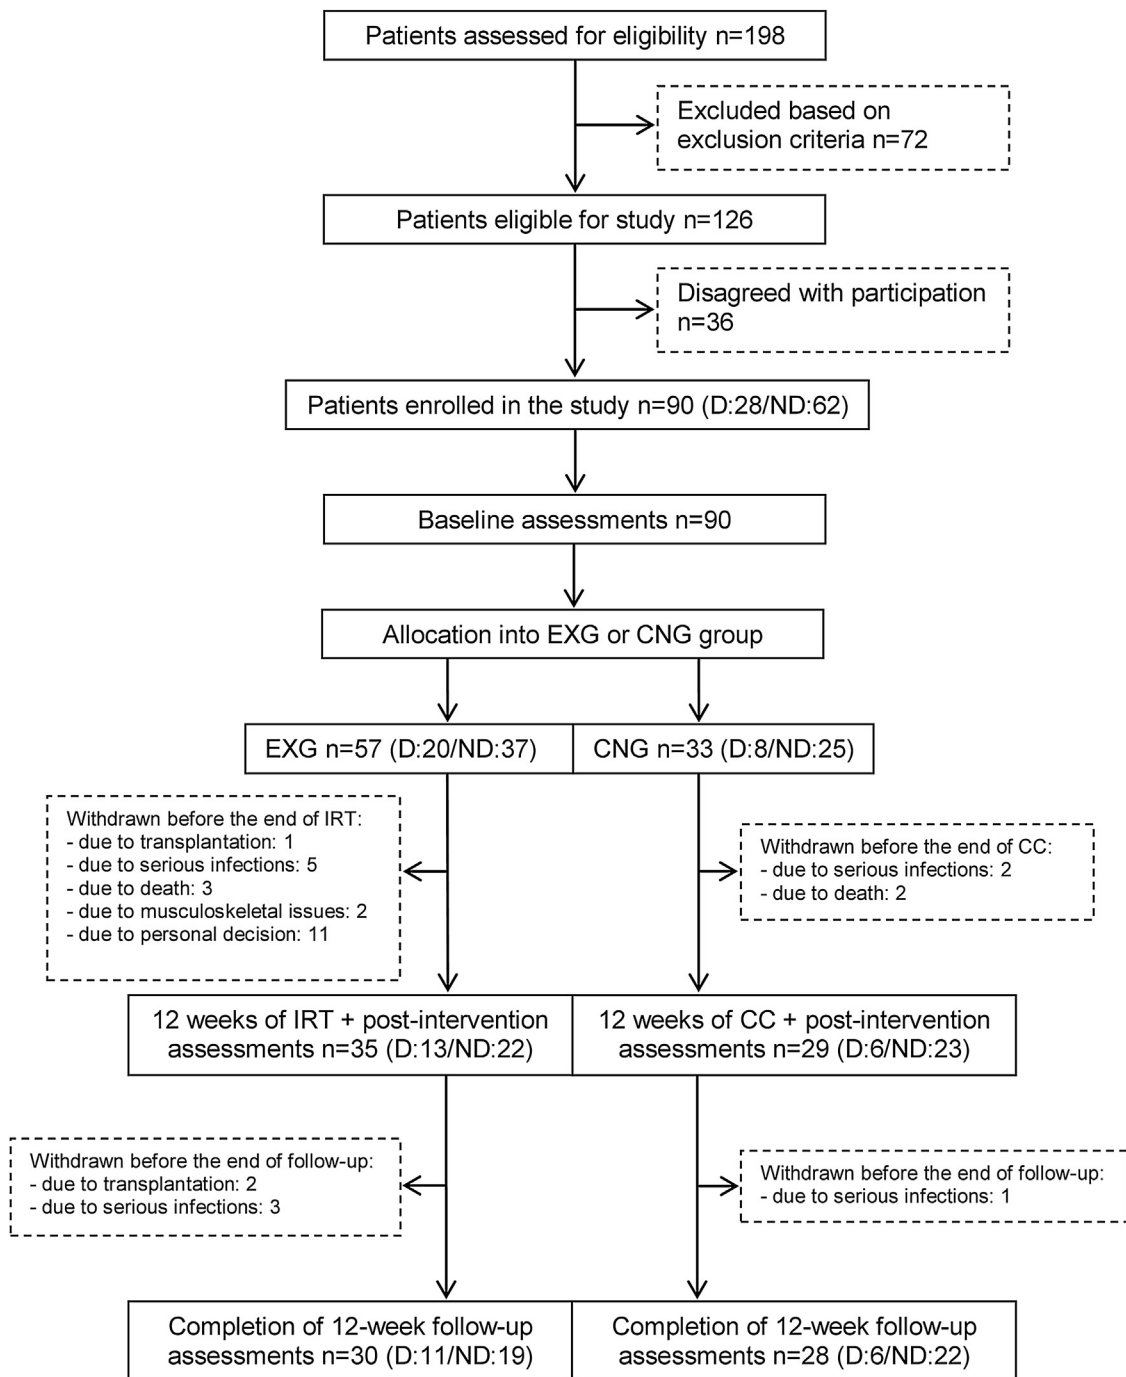 Patients assessed for eligibility n=198
Excluded based on
exclusion criteria n=72
Patients eligible for study n=126
Disagreed with participation
n=36
Patients enrolled in the study n=90 (D:28/ND:62)
Baseline assessments n=90
Allocation into EXG or CNG group
EXG n=57 (D:20/ND:37)
CNG n=33 (D:8/ND:25)
Withdrawn before the end of IRT:
- due to transplantation: 1
- due to serious infections: 5
- due to death: 3
- due to musculoskeletal issues: 2
- due to personal decision: 11
Withdrawn before the end of CC:
- due to serious infections: 2
- due to death: 2
12 weeks of IRT + post-intervention
assessments n=35 (D:13/ND:22)
12 weeks of CC + post-intervention
assessments n=29 (D:6/ND:23)
Withdrawn before the end of follow-up:
- due to transplantation: 2
- due to serious infections: 3
Withdrawn before the end of follow-up:
- due to serious infections: 1
Completion of 12-week follow-up
assessments n=30 (D:11/ND:19)
Completion of 12-week follow-up
assessments n=28 (D:6/ND:22)